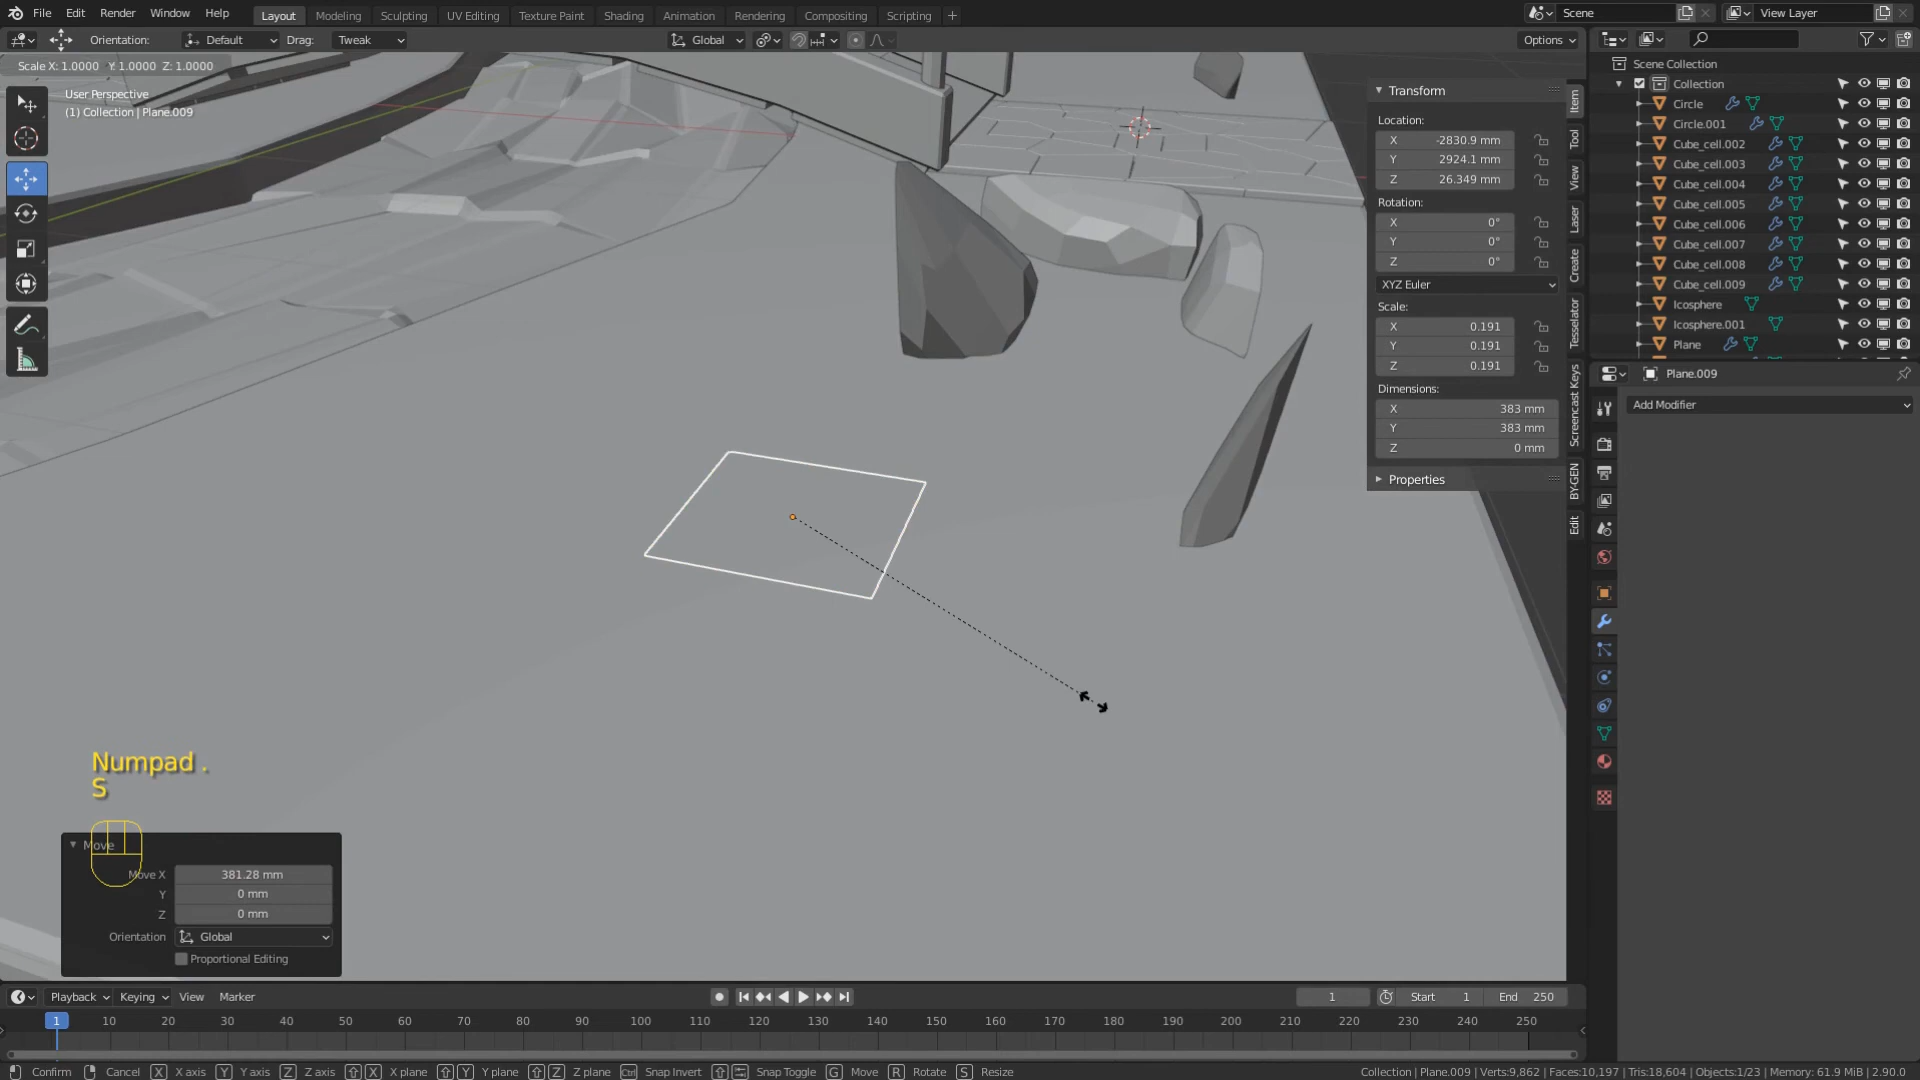 File Edit Render Window Help Layout Modeling Sculpting UV Editing Texture Paint Shading Animation Rendering Compositing Scripting + Scene View Layer
Orientation: Default Drag: Tweak Global Options
Scale X: 1.0000 Y: 1.0000 Z: 1.0000
User Perspective
(1) Collection | Plane.009
Transform
Location:
X -2830.9 mm
Y 2924.1 mm
Z 26.349 mm
Rotation:
X 0°
Y 0°
Z 0°
XYZ Euler
Scale:
X 0.191
Y 0.191
Z 0.191
Dimensions:
X 383 mm
Y 383 mm
Z 0 mm
Properties
Item
Tool
View
Laser
Create
Tesselator
Screencast Keys
BY-GEN
Edit
Scene Collection
Collection
Circle
Circle.001
Cube_cell.002
Cube_cell.003
Cube_cell.004
Cube_cell.005
Cube_cell.006
Cube_cell.007
Cube_cell.008
Cube_cell.009
Icosphere
Icosphere.001
Plane
Plane.009
Add Modifier
Numpad .
S
Move
Move X 381.28 mm
Y 0 mm
Z 0 mm
Orientation Global
Proportional Editing
Playback Keying View Marker 1 Start 1 End 250
1 10 20 30 40 50 60 70 80 90 100 110 120 130 140 150 160 170 180 190 200 210 220 230 240 250
Confirm Cancel X X axis Y Y axis Z Z axis X X plane Y Y plane Z Z plane Ctrl Snap Invert Snap Toggle G Move R Rotate S Resize Collection | Plane.009 | Verts:9,862 | Faces:10,197 | Tris:18,604 | Objects:1/23 | Memory: 61.9 MiB | 2.90.0